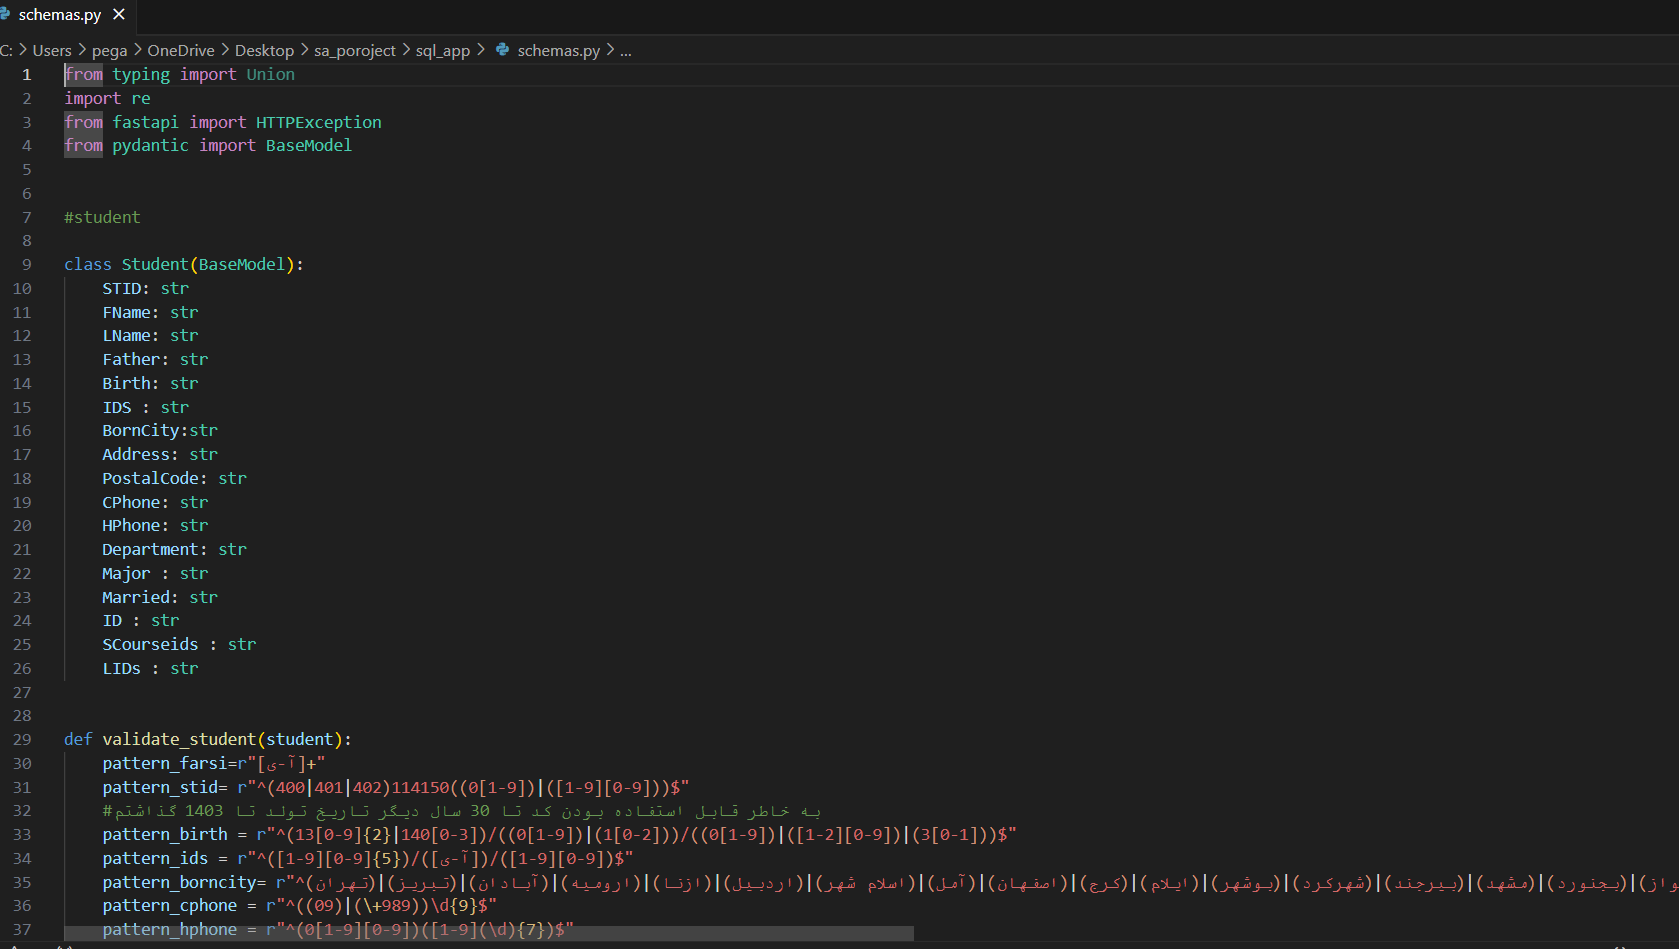 schemas.py
C: > Users > pega > OneDrive > Desktop > sa_poroject > sql_app > schemas.py > ...
1 from typing import Union
2 import re
3 from fastapi import HTTPException
4 from pydantic import BaseModel
5
6
7 #student
8
9 class Student(BaseModel):
10 STID: str
11 FName: str
12 LName: str
13 Father: str
14 Birth: str
15 IDS : str
16 BornCity:str
17 Address: str
18 PostalCode: str
19 CPhone: str
20 HPhone: str
21 Department: str
22 Major : str
23 Married: str
24 ID : str
25 SCourseids : str
26 LIDs : str
27
28
29 def validate_student(student):
30 pattern_farsi=r"[آ-ی]+"
31 pattern_stid= r"^(400|401|402)114150((0[1-9])|([1-9][0-9]))$"
32 #به خاطر قابل استفاده بودن کد تا 30 سال دیگر تاریخ تولد تا 1403 گذاشتم
33 pattern_birth = r"^(13[0-9]{2}|140[0-3])/((0[1-9])|(1[0-2]))/((0[1-9])|([1-2][0-9])|(3[0-1]))$"
34 pattern_ids = r"^([1-9][0-9]{5})/([آ-ی])/([1-9][0-9])$"
35 pattern_borncity= r"^(تهران)|(تبریز)|(آبادان)|(ارومیه)|(ازنا)|(اردبیل)|(اسلام شهر)|(آمل)|(اصفهان)|(کرج)|(ایلام)|(بوشهر)|(شهرکرد)|(بیرجند)|(مشهد)|(بجنورد)|
36 pattern_cphone = r"^((09)|(\+989))\d{9}$"
37 pattern_hphone = r"^(0[1-9][0-9])([1-9](\d){7})$"